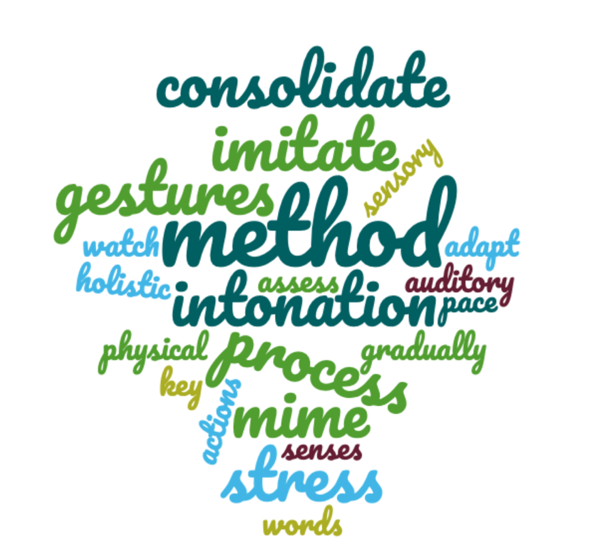 consolidate
imitate
sensory
gestures
method
watch
adapt
holistic
assess
auditory
intonation
pace
physical
process
gradually
key
actions
mime
senses
stress
words